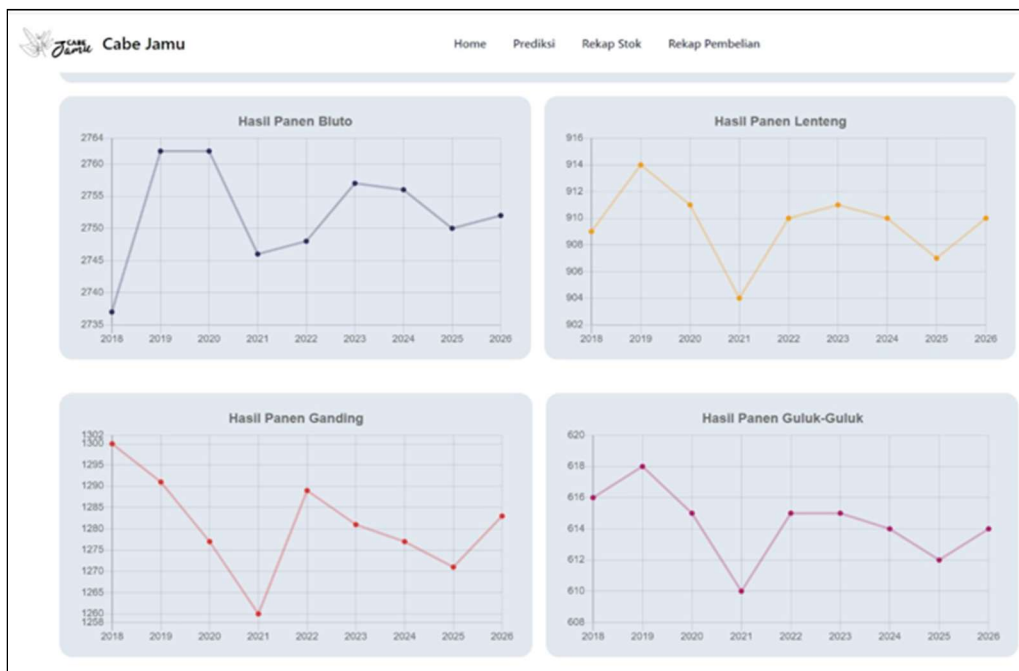 CABE
Jamu
Cabe Jamu
Home Prediksi Rekap Stok Rekap Pembelian
Hasil Panen Bluto
2764
2760
2755
2750
2745
2740
2735
2018 2019 2020 2021 2022 2023 2024 2025 2026
Hasil Panen Lenteng
916
914
912
910
908
906
904
902
2018 2019 2020 2021 2022 2023 2024 2025 2026
Hasil Panen Ganding
1302
1300
1295
1290
1285
1280
1275
1270
1265
1260
1258
2018 2019 2020 2021 2022 2023 2024 2025 2026
Hasil Panen Guluk-Guluk
620
618
616
614
612
610
608
2018 2019 2020 2021 2022 2023 2024 2025 2026